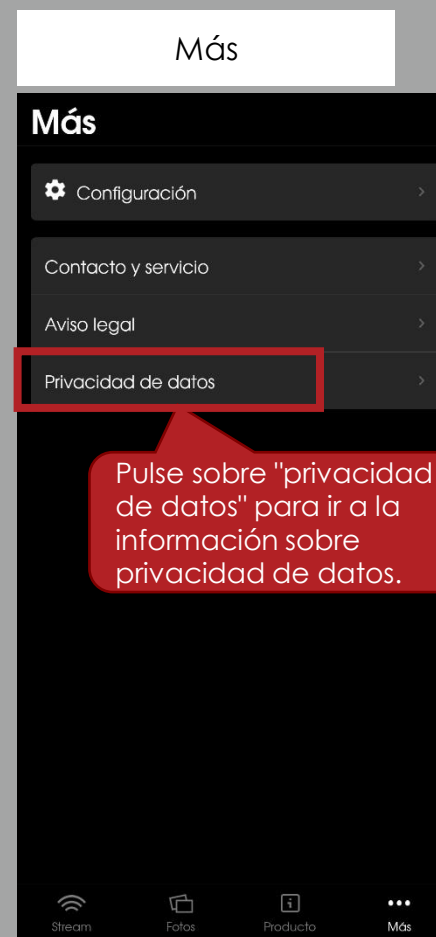 Más
Más
Configuración
Contacto y servicio
Aviso legal
Privacidad de datos
Pulse sobre "privacidad
de datos" para ir a la
información sobre
privacidad de datos.
Stream Fotos Producto Más